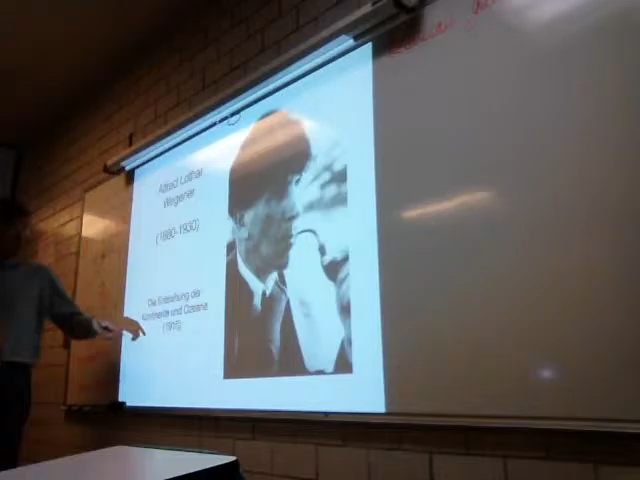 Alfred Lothar
Wegener
(1880-1930)
Die Entstehung der
Kontinente und Ozeane
(1915)